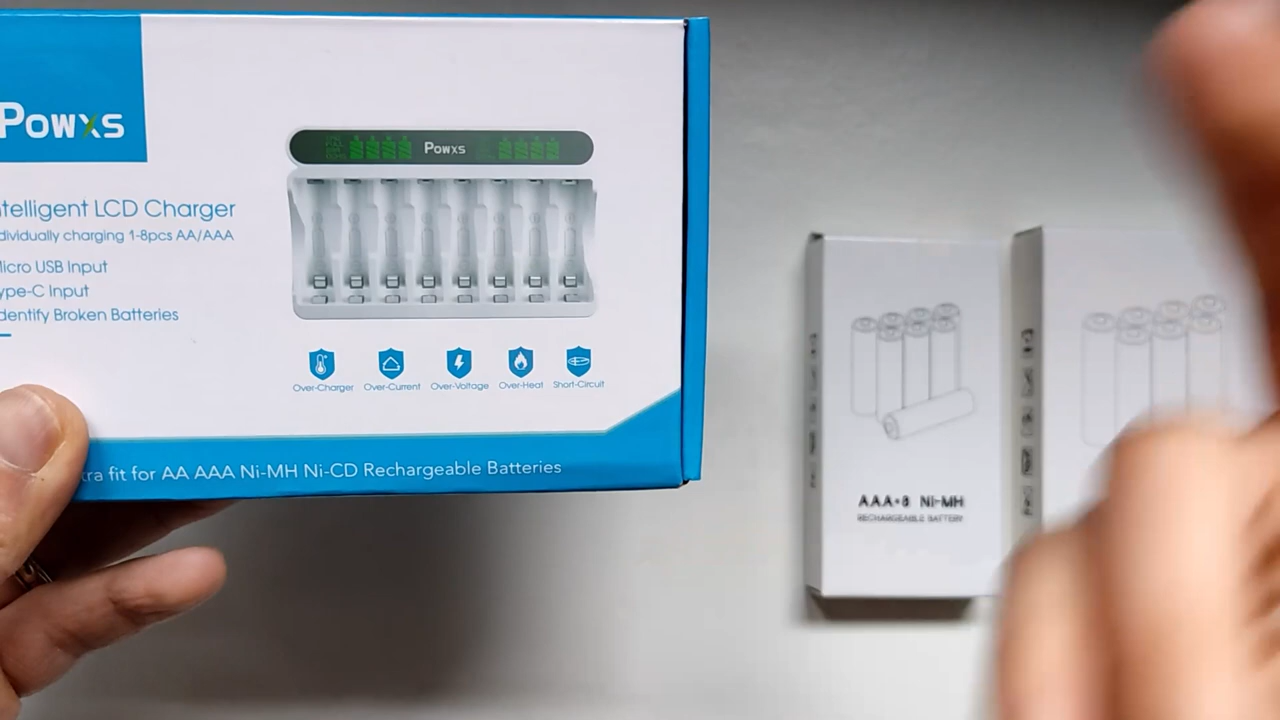 Powxs
ntelligent LCD Charger
dividually charging 1-8pcs AA/AAA
icro USB Input
ype-C Input
dentify Broken Batteries
Powxs
Over-Charger Over-Current Over-Voltage Over-Heat Short-Circuit
tra fit for AA AAA Ni-MH Ni-CD Rechargeable Batteries
AAA*8 NI-MH
RECHARGEABLE BATTERY